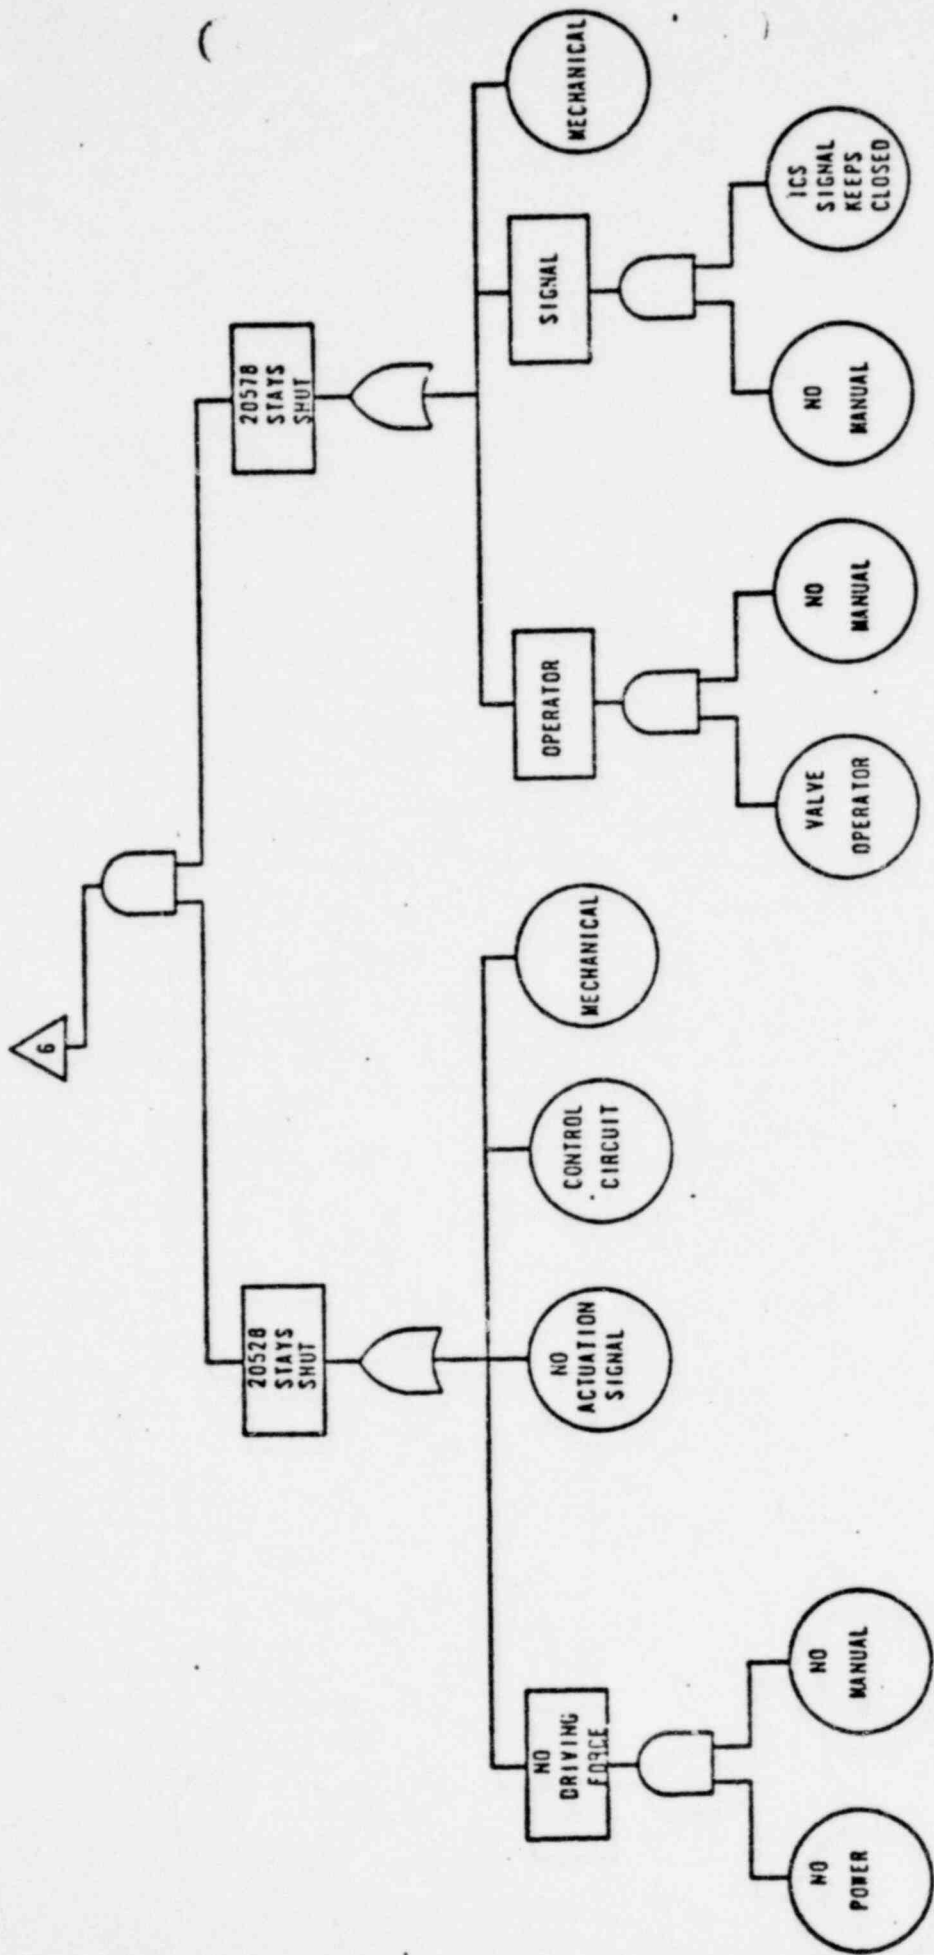 6
20528
STAYS
SHUT
20578
STAYS
SHUT
NO
DRIVING
FORCE
NO
ACTUATION
SIGNAL
CONTROL
CIRCUIT
MECHANICAL
OPERATOR
SIGNAL
MECHANICAL
NO
POWER
NO
MANUAL
VALVE
OPERATOR
NO
MANUAL
NO
MANUAL
ICS
SIGNAL
KEEPS
CLOSED